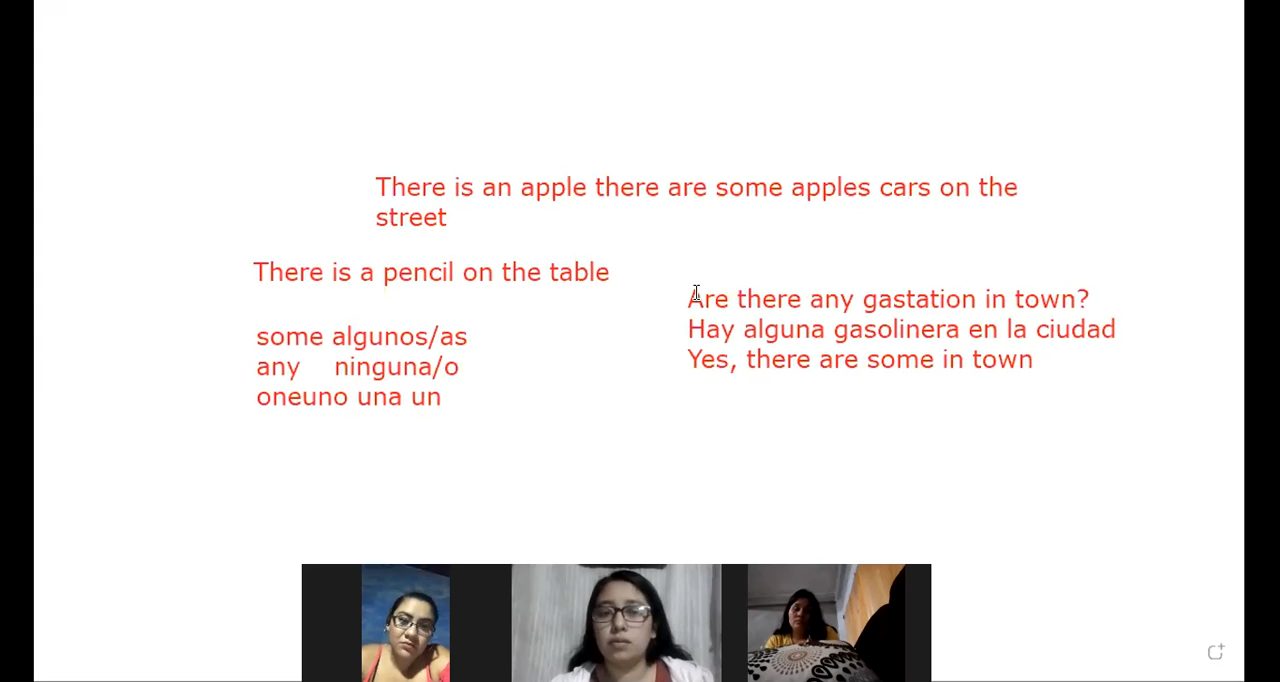 There is an apple there are some apples cars on the
street
There is a pencil on the table
some algunos/as
any ninguna/o
oneuno una un
Are there any gastation in town?
Hay alguna gasolinera en la ciudad
Yes, there are some in town